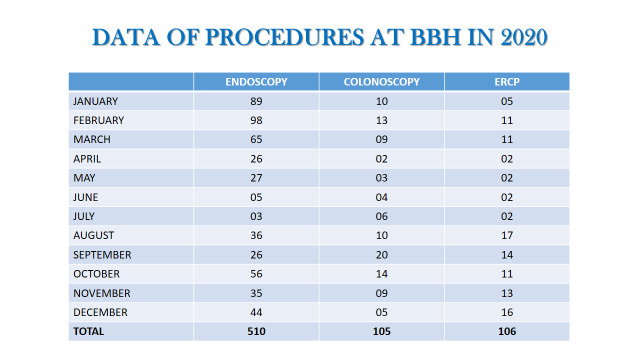 DATA OF PROCEDURES AT BBH IN 2020
ENDOSCOPY COLONOSCOPY ERCP
JANUARY 89 10 05
FEBRUARY 98 13 11
MARCH 65 09 11
APRIL 26 02 02
MAY 27 03 02
JUNE 05 04 02
JULY 03 06 02
AUGUST 36 10 17
SEPTEMBER 26 20 14
OCTOBER 56 14 11
NOVEMBER 35 09 13
DECEMBER 44 05 16
TOTAL 510 105 106